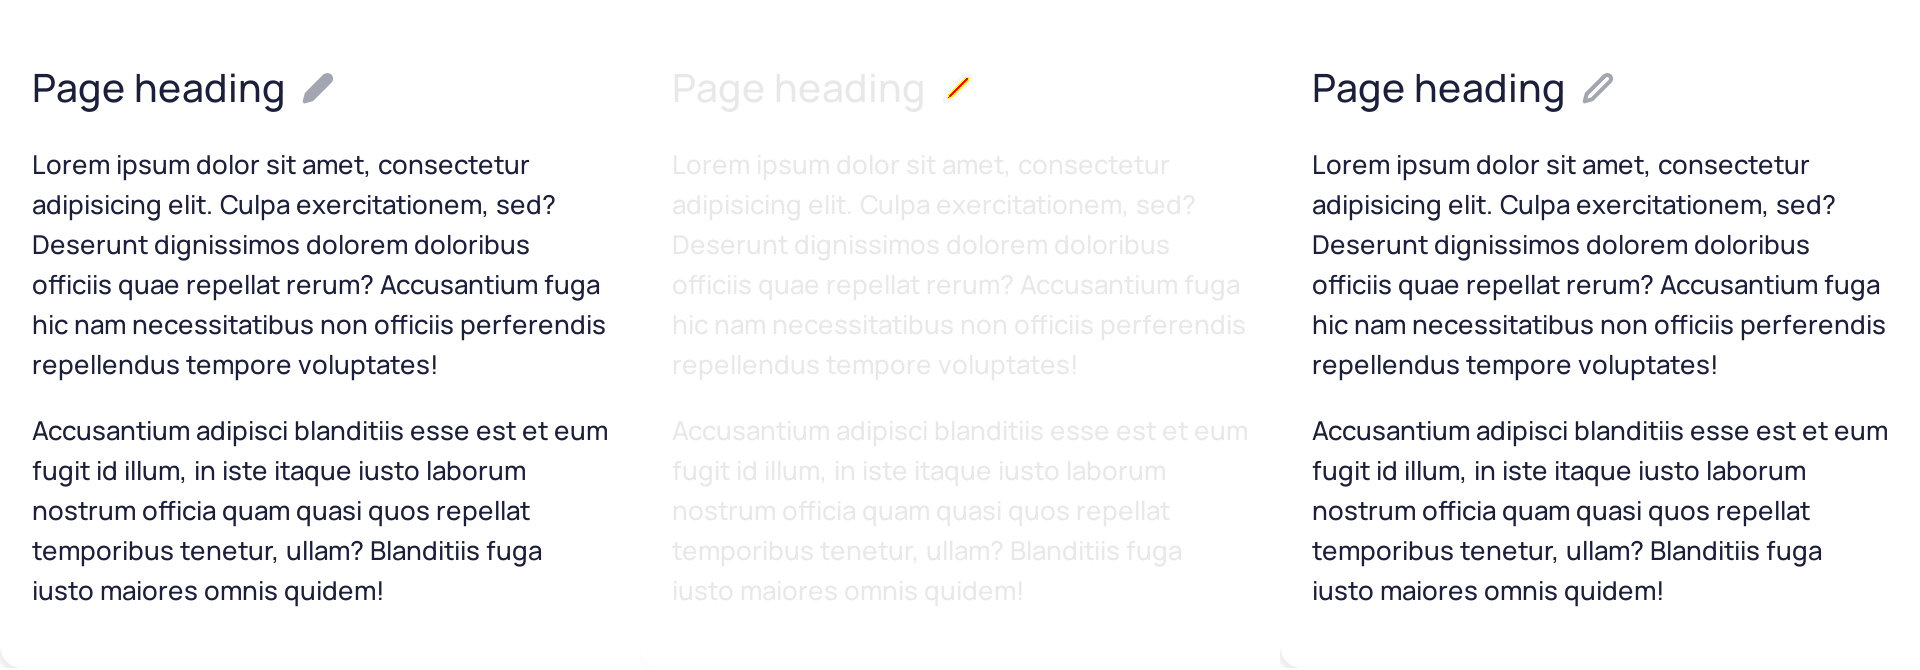 Page heading
Lorem ipsum dolor sit amet, consectetur
adipisicing elit. Culpa exercitationem, sed?
Deserunt dignissimos dolorem doloribus
officiis quae repellat rerum? Accusantium fuga
hic nam necessitatibus non officiis perferendis
repellendus tempore voluptates!
Accusantium adipisci blanditiis esse est et eum
fugit id illum, in iste itaque iusto laborum
nostrum officia quam quasi quos repellat
temporibus tenetur, ullam? Blanditiis fuga
iusto maiores omnis quidem!
Page heading
Lorem ipsum dolor sit amet, consectetur
adipisicing elit. Culpa exercitationem, sed?
Deserunt dignissimos dolorem doloribus
officiis quae repellat rerum? Accusantium fuga
hic nam necessitatibus non officiis perferendis
repellendus tempore voluptates!
Accusantium adipisci blanditiis esse est et eum
fugit id illum, in iste itaque iusto laborum
nostrum officia quam quasi quos repellat
temporibus tenetur, ullam? Blanditiis fuga
iusto maiores omnis quidem!
Page heading
Lorem ipsum dolor sit amet, consectetur
adipisicing elit. Culpa exercitationem, sed?
Deserunt dignissimos dolorem doloribus
officiis quae repellat rerum? Accusantium fuga
hic nam necessitatibus non officiis perferendis
repellendus tempore voluptates!
Accusantium adipisci blanditiis esse est et eum
fugit id illum, in iste itaque iusto laborum
nostrum officia quam quasi quos repellat
temporibus tenetur, ullam? Blanditiis fuga
iusto maiores omnis quidem!